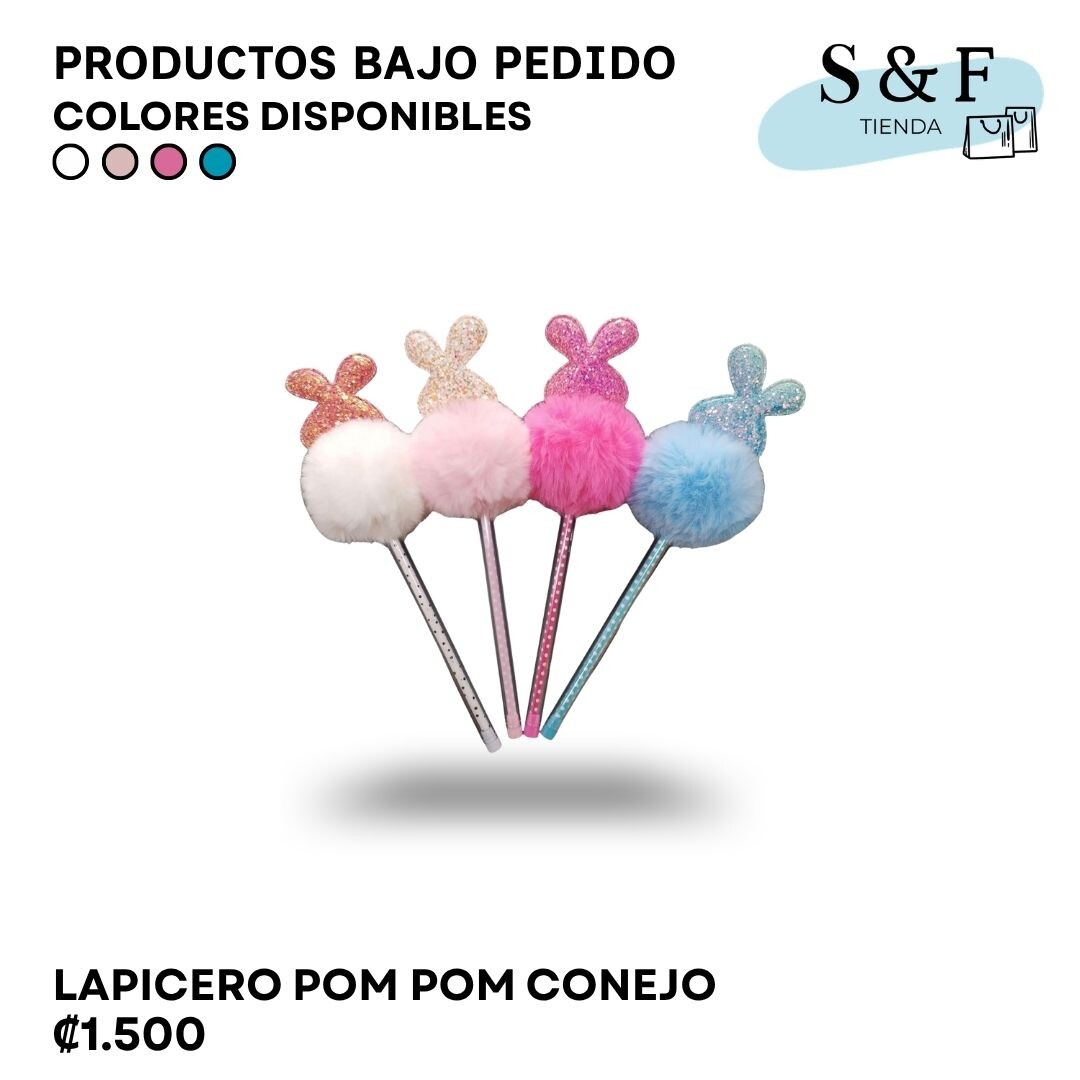 PRODUCTOS BAJO PEDIDO
COLORES DISPONIBLES
S & F
TIENDA
LAPICERO POM POM CONEJO
₡1.500